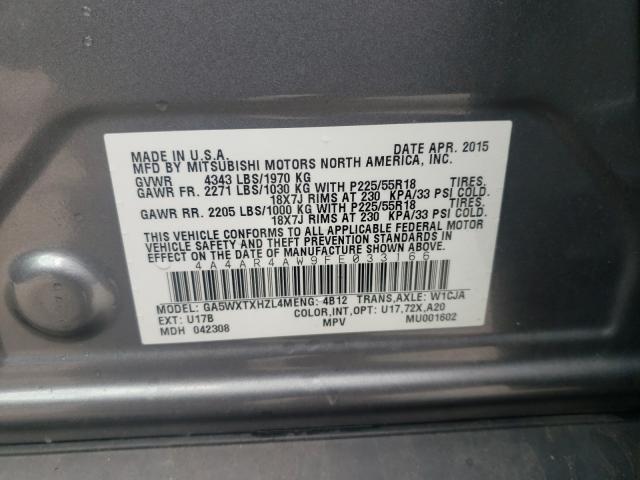 MADE IN U.S.A. DATE APR. 2015
MFD BY MITSUBISHI MOTORS NORTH AMERICA, INC.
GVWR 4343 LBS/1970 KG
GAWR FR. 2271 LBS/1030 KG WITH P225/55R18 TIRES.
18X7J RIMS AT 230 KPA/33 PSI COLD.
GAWR RR. 2205 LBS/1000 KG WITH P225/55R18 TIRES.
18X7J RIMS AT 230 KPA/33 PSI COLD.
THIS VEHICLE CONFORMS TO ALL APPLICABLE FEDERAL MOTOR
VEHICLE SAFETY AND THEFT PREVENTION STANDARDS IN
EFFECT ON THE DATE OF MANUFACTURE SHOWN ABOVE.
4A4AR4AW9FE033166
MODEL: GA5WXTXHZL4MENG: 4B12 TRANS,AXLE: W1CJA
EXT: U17B COLOR,INT,OPT: U17,72X,A20
MDH 042308 MPV MU001602